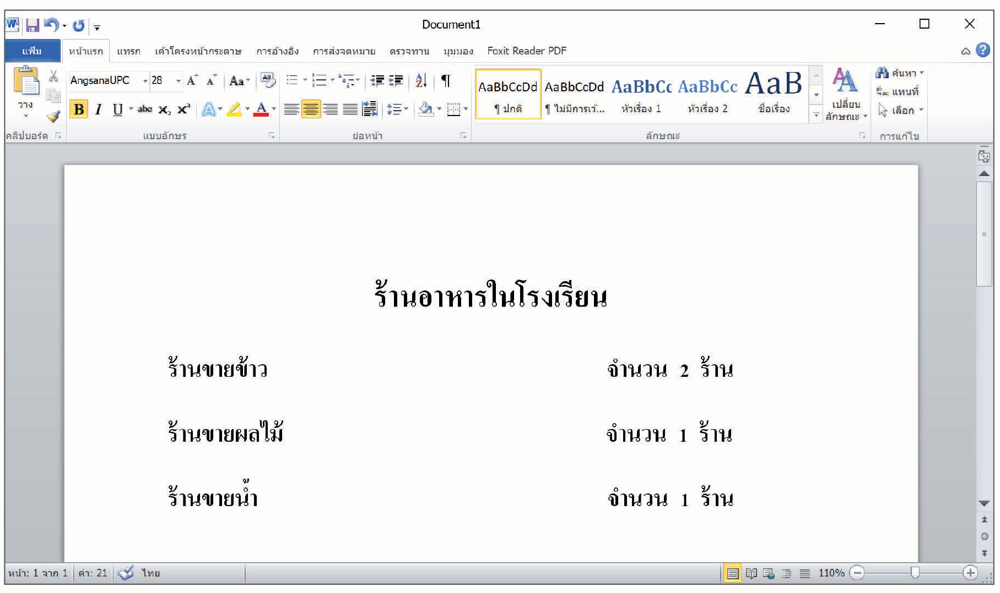 Document1
แฟ้ม หน้าแรก แทรก เค้าโครงหน้ากระดาษ การอ้างอิง การส่งจดหมาย ตรวจทาน มุมมอง Foxit Reader PDF
วาง
AngsanaUPC 28 Aa
B I U abc x₂ x² A A
AaBbCcDd AaBbCcDd AaBbCc AaBbCc AaB
¶ ปกติ ¶ ไม่มีการเว้... หัวเรื่อง 1 หัวเรื่อง 2 ชื่อเรื่อง
เปลี่ยน
ลักษณะ
ค้นหา
แทนที่
เลือก
คลิปบอร์ด แบบอักษร ย่อหน้า ลักษณะ การแก้ไข
ร้านอาหารในโรงเรียน
ร้านขายข้าว จำนวน 2 ร้าน
ร้านขายผลไม้ จำนวน 1 ร้าน
ร้านขายน้ำ จำนวน 1 ร้าน
หน้า: 1 จาก 1 คำ: 21 ไทย 110%